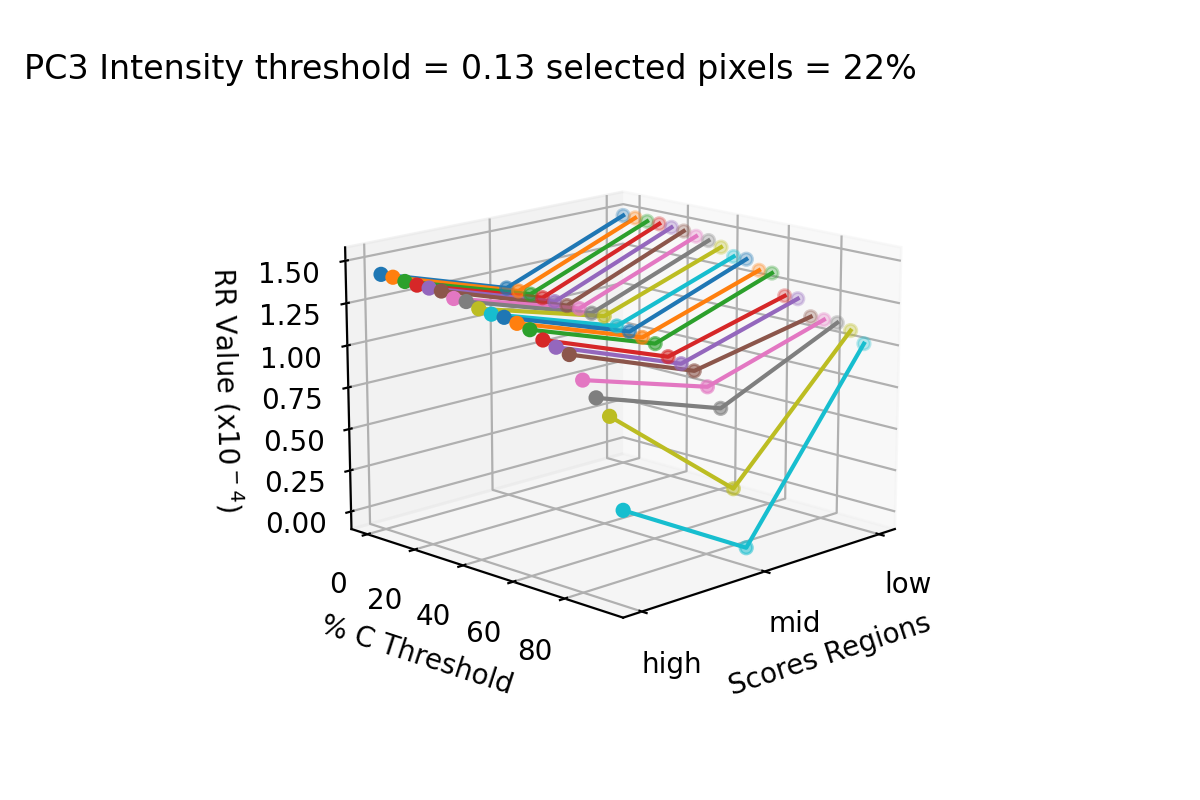 PC3 Intensity threshold = 0.13 selected pixels = 22%
RR Value (x10⁻⁴)
1.50
1.25
1.00
0.75
0.50
0.25
0.00
0
20
40
60
80
% C Threshold
high
mid
low
Scores Regions